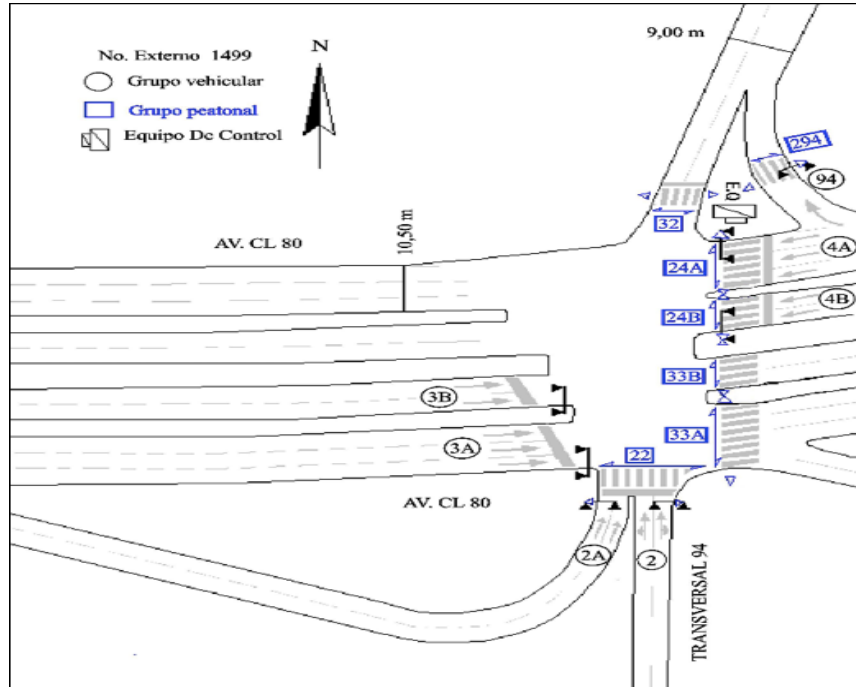 9,00 m
No. Externo 1499
N
Grupo vehicular
Grupo peatonal
Equipo De Control
294
94
E.Q
32
AV. CL 80
10,50 m
24A
4A
24B
4B
33B
3B
33A
3A
22
AV. CL 80
2A
2
TRANSVERSAL 94